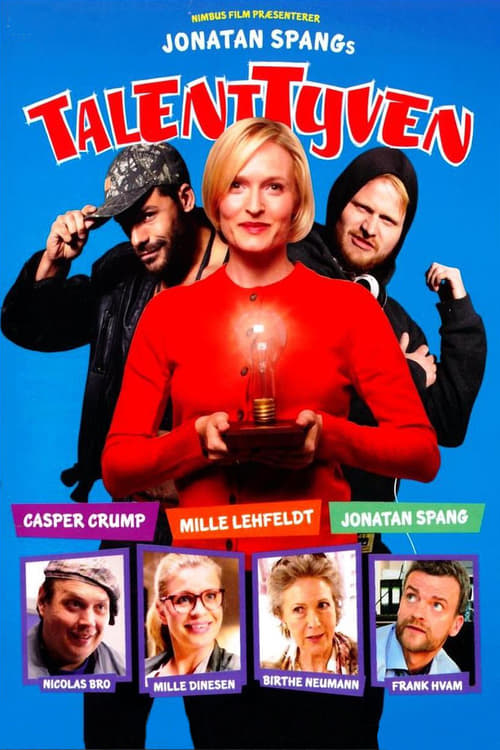 NIMBUS FILM PRÆSENTERER
JONATAN SPANGs
TALENTTYVEN
CASPER CRUMP
MILLE LEHFELDT
JONATAN SPANG
NICOLAS BRO
MILLE DINESEN
BIRTHE NEUMANN
FRANK HVAM